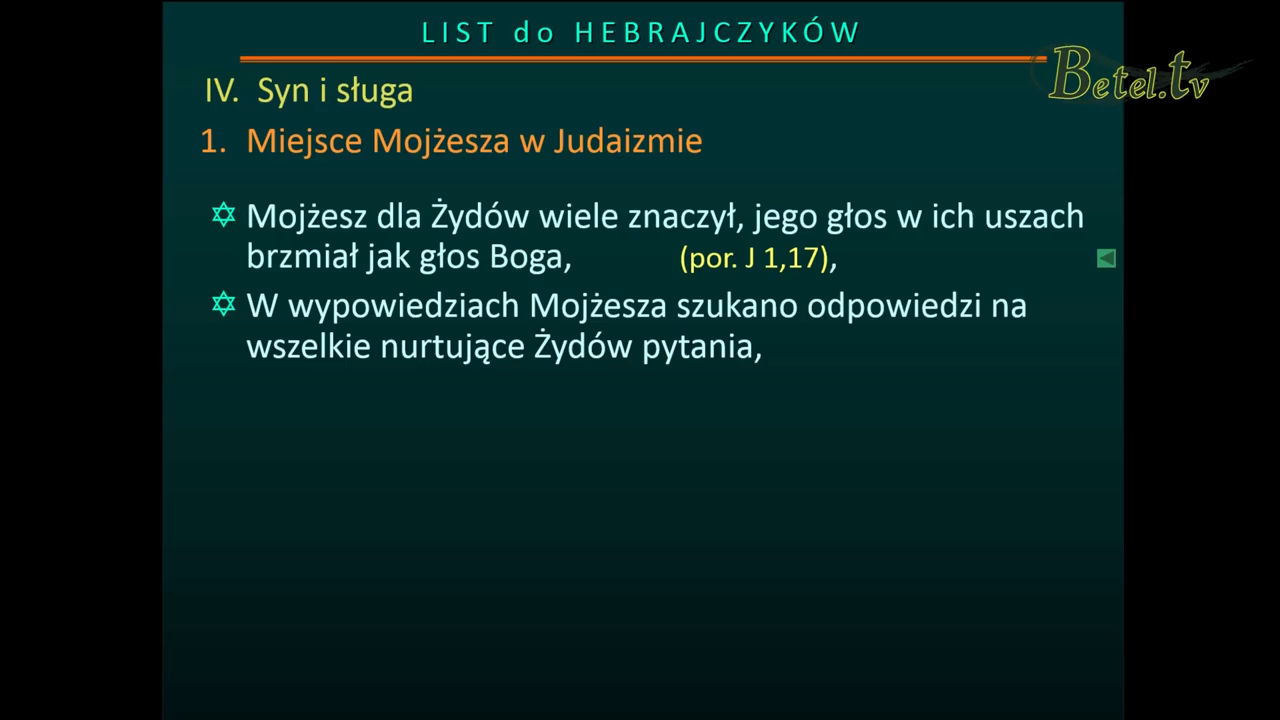 LIST do HEBRAJCZYKÓW
Betel.tv
IV. Syn i sługa
1. Miejsce Mojżesza w Judaizmie
Mojżesz dla Żydów wiele znaczył, jego głos w ich uszach
brzmiał jak głos Boga, (por. J 1,17),
W wypowiedziach Mojżesza szukano odpowiedzi na
wszelkie nurtujące Żydów pytania,